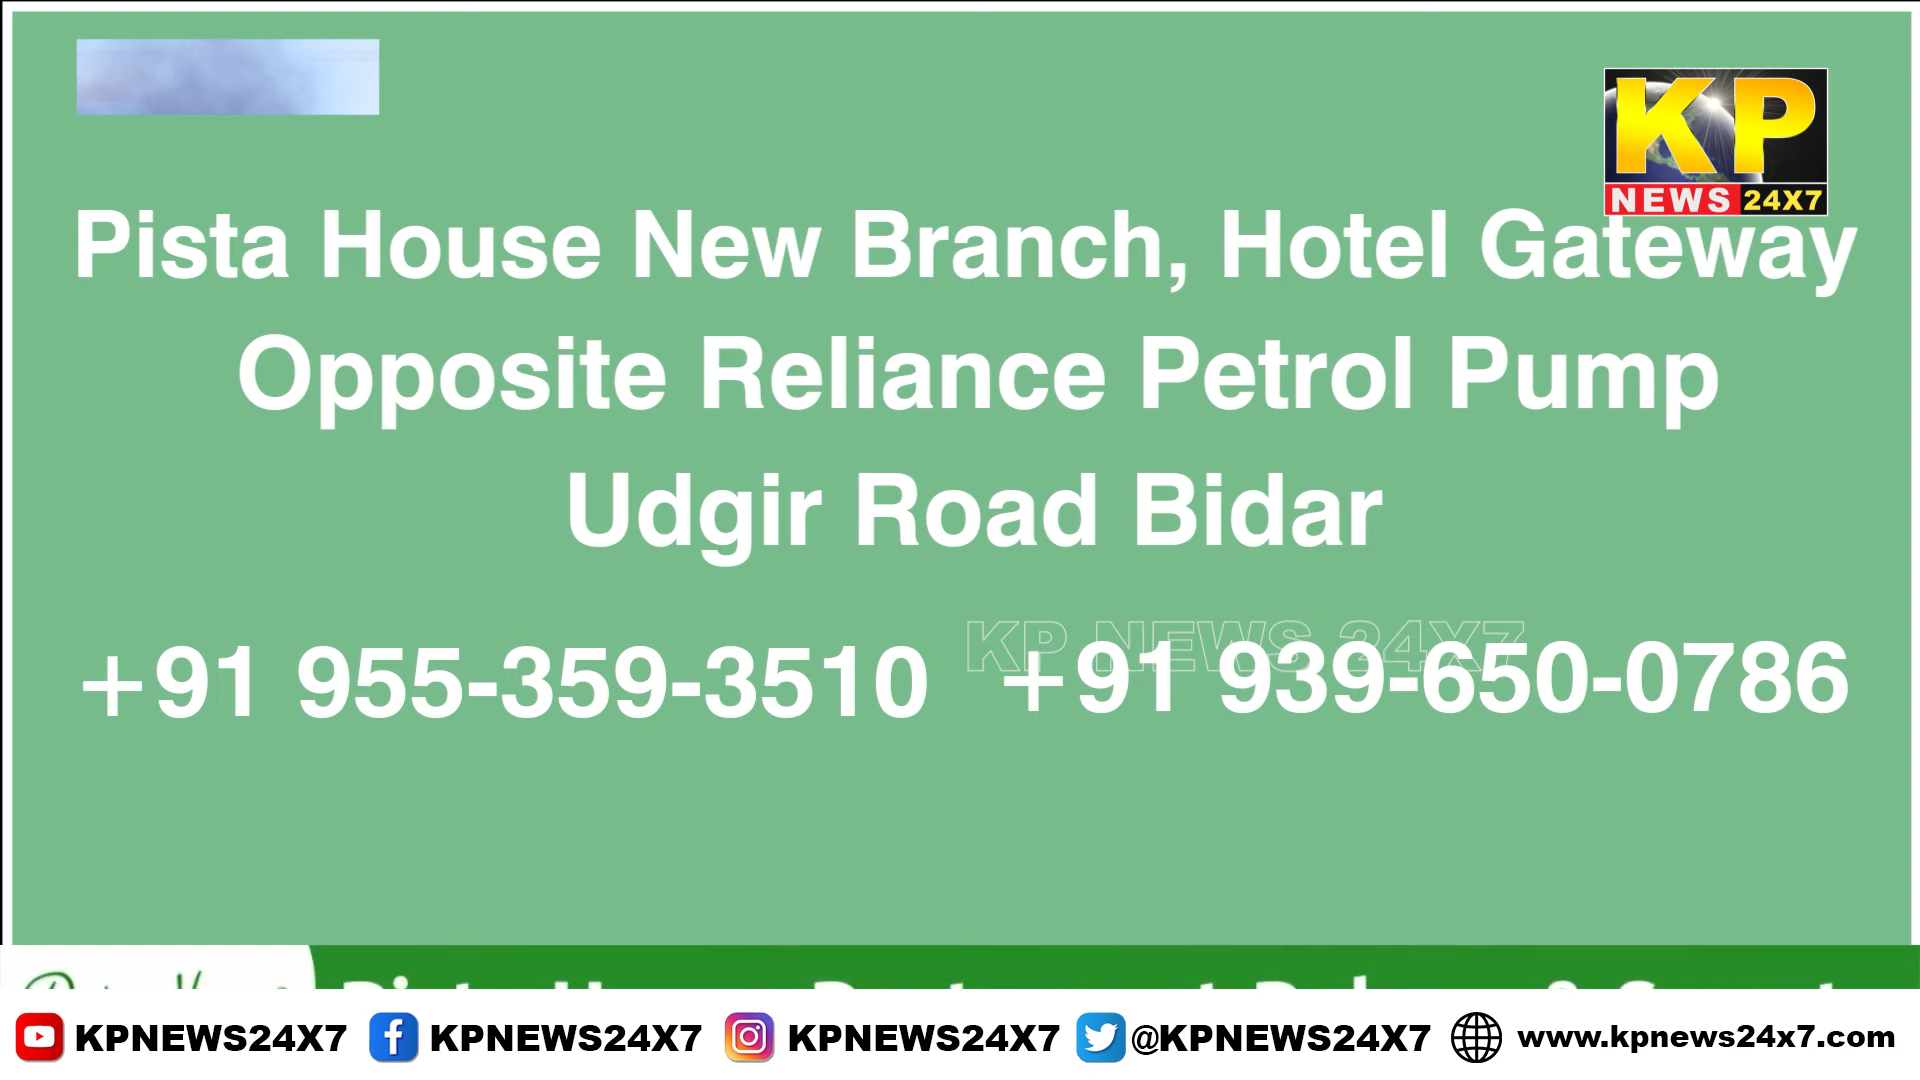 KP
NEWS 24X7
Pista House New Branch, Hotel Gateway
Opposite Reliance Petrol Pump
Udgir Road Bidar
KP NEWS 24X7
+91 955-359-3510 +91 939-650-0786
KPNEWS24X7 KPNEWS24X7 KPNEWS24X7 @KPNEWS24X7 www.kpnews24x7.com